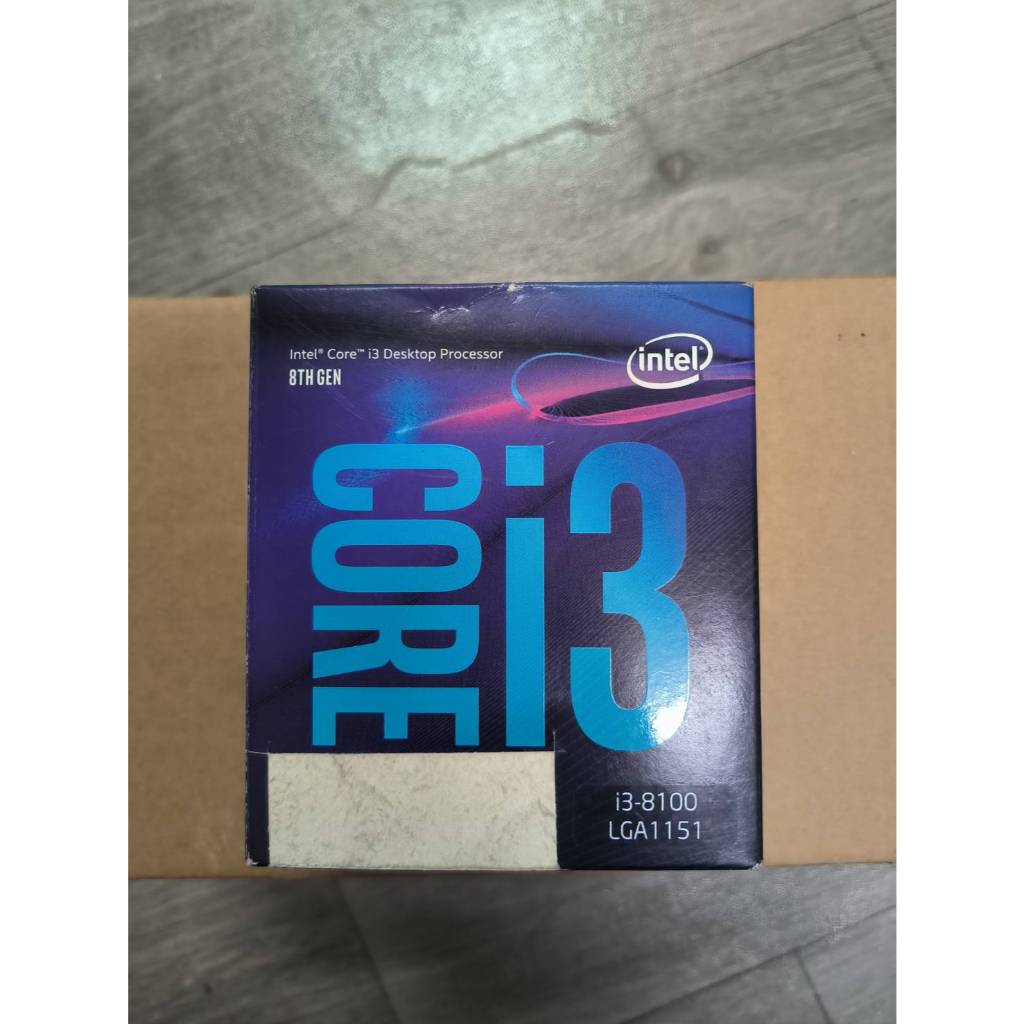 Intel® Core™ i3 Desktop Processor
8TH GEN
intel®
CORE
i3
i3-8100
LGA1151